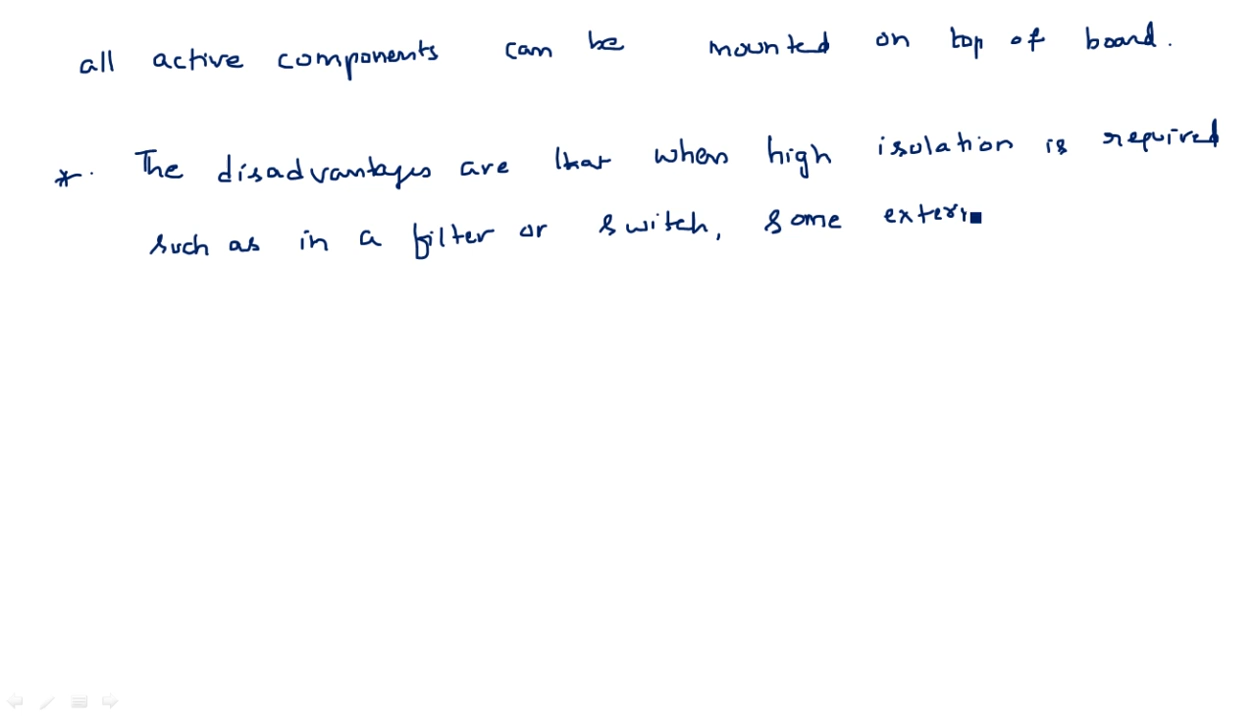 all active components can be mounted on top of board.
* The disadvantages are that when high isolation is required
such as in a filter or switch, some extern